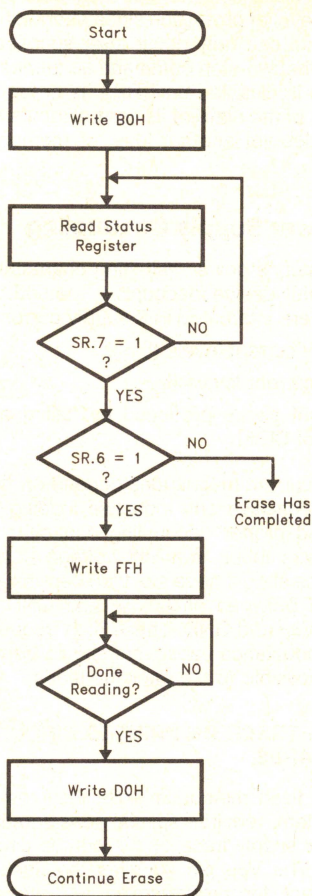 Start
Write B0H
Read Status
Register
SR.7 = 1
?
NO
YES
SR.6 = 1
?
NO
YES
Erase Has
Completed
Write FFH
Done
Reading?
NO
YES
Write D0H
Continue Erase